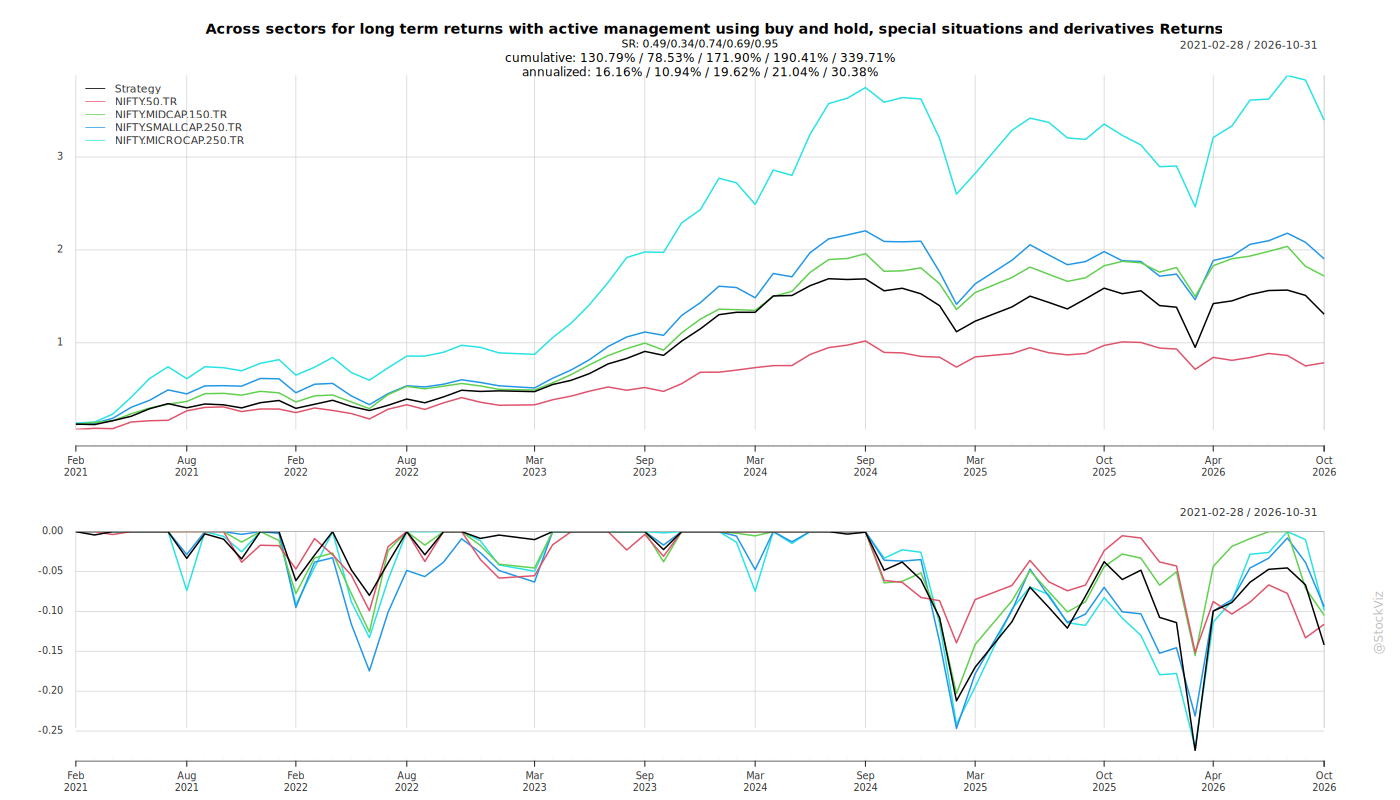 Across sectors for long term returns with active management using buy and hold, special situations and derivatives Returns
SR: 0.49/0.34/0.74/0.69/0.95
2021-02-28 / 2026-10-31
cumulative: 130.79% / 78.53% / 171.90% / 190.41% / 339.71%
annualized: 16.16% / 10.94% / 19.62% / 21.04% / 30.38%
Strategy
NIFTY.50.TR
NIFTY.MIDCAP.150.TR
NIFTY.SMALLCAP.250.TR
NIFTY.MICROCAP.250.TR
3
2
1
Feb Aug Feb Aug Mar Sep Mar Sep Mar Oct Apr Oct
2021 2021 2022 2022 2023 2023 2024 2024 2025 2025 2026 2026
2021-02-28 / 2026-10-31
0.00
-0.05
-0.10
-0.15
-0.20
-0.25
Feb Aug Feb Aug Mar Sep Mar Sep Mar Oct Apr Oct
2021 2021 2022 2022 2023 2023 2024 2024 2025 2025 2026 2026
@StockViz